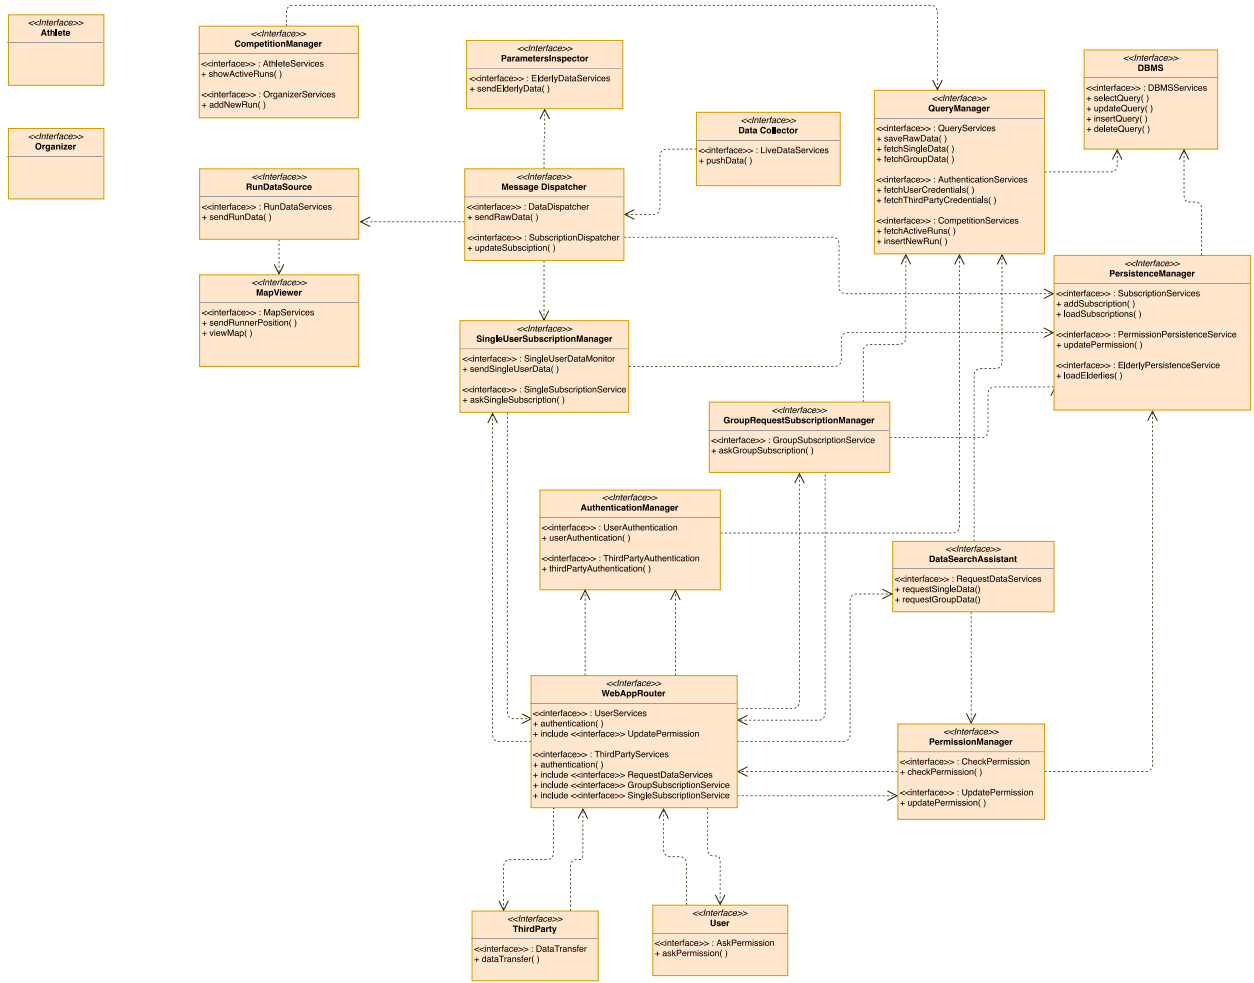 <<Interface>>
Athlete
<<Interface>>
Organizer
<<Interface>>
CompetitionManager
<<interface>> : AthleteServices
+ showActiveRuns( )
<<interface>> : OrganizerServices
+ addNewRun( )
<<Interface>>
ParametersInspector
<<interface>> : ElderlyDataServices
+ sendElderlyData( )
<<Interface>>
Data Collector
<<interface>> : LiveDataServices
+ pushData( )
<<Interface>>
QueryManager
<<interface>> : QueryServices
+ saveRawData( )
+ fetchSingleData( )
+ fetchGroupData( )
<<interface>> : AuthenticationServices
+ fetchUserCredentials( )
+ fetchThirdPartyCredentials( )
<<interface>> : CompetitionServices
+ fetchActiveRuns( )
+ insertNewRun( )
<<Interface>>
DBMS
<<interface>> : DBMSServices
+ selectQuery( )
+ updateQuery( )
+ insertQuery( )
+ deleteQuery( )
<<Interface>>
RunDataSource
<<interface>> : RunDataServices
+ sendRunData( )
<<Interface>>
Message Dispatcher
<<interface>> : DataDispatcher
+ sendRawData( )
<<interface>> : SubscriptionDispatcher
+ updateSubsciption( )
<<Interface>>
MapViewer
<<interface>> : MapServices
+ sendRunnerPosition( )
+ viewMap( )
<<Interface>>
PersistenceManager
<<interface>> : SubscriptionServices
+ addSubscription( )
+ loadSubscriptions( )
<<interface>> : PermissionPersistenceService
+ updatePermission( )
<<interface>> : ElderlyPersistenceService
+ loadElderlies( )
<<Interface>>
SingleUserSubscriptionManager
<<interface>> : SingleUserDataMonitor
+ sendSingleUserData( )
<<interface>> : SingleSubscriptionService
+ askSingleSubscription( )
<<Interface>>
GroupRequestSubscriptionManager
<<interface>> : GroupSubscriptionService
+ askGroupSubscription( )
<<Interface>>
AuthenticationManager
<<interface>> : UserAuthentication
+ userAuthentication( )
<<interface>> : ThirdPartyAuthentication
+ thirdPartyAuthentication( )
<<Interface>>
DataSearchAssistant
<<interface>> : RequestDataServices
+ requestSingleData()
+ requestGroupData()
<<Interface>>
WebAppRouter
<<interface>> : UserServices
+ authentication( )
+ include <<interface>> UpdatePermission
<<interface>> : ThirdPartyServices
+ authentication( )
+ include <<interface>> RequestDataServices
+ include <<interface>> GroupSubscriptionService
+ include <<interface>> SingleSubscriptionService
<<Interface>>
PermissionManager
<<interface>> : CheckPermission
+ checkPermission( )
<<interface>> : UpdatePermission
+ updatePermission( )
<<Interface>>
ThirdParty
<<interface>> : DataTransfer
+ dataTransfer( )
<<Interface>>
User
<<interface>> : AskPermission
+ askPermission( )